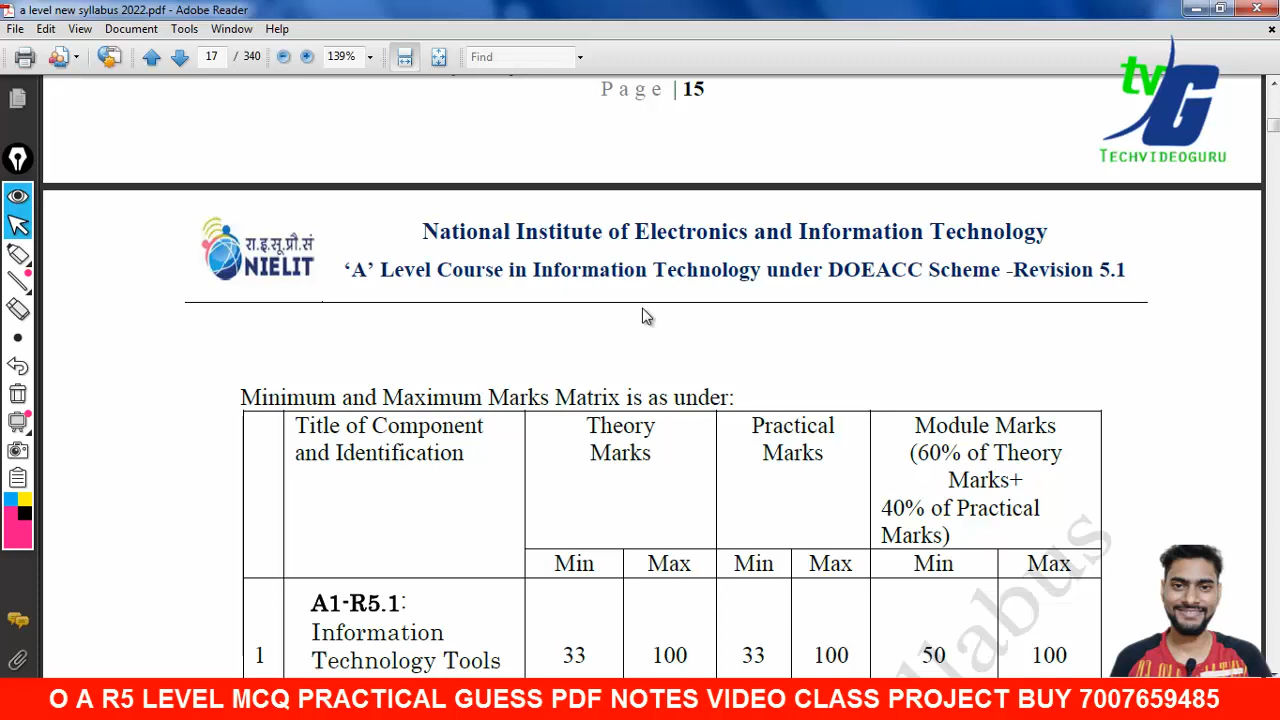 a level new syllabus 2022.pdf - Adobe Reader
File Edit View Document Tools Window Help
17 / 340 139% Find
tv G
TECHVIDEOGURU
Page | 15
रा.इ.सू.प्रौ.सं
NIELIT
National Institute of Electronics and Information Technology
‘A’ Level Course in Information Technology under DOEACC Scheme -Revision 5.1
Minimum and Maximum Marks Matrix is as under:
Title of Component and Identification
Theory Marks
Practical Marks
Module Marks
(60% of Theory
Marks+
40% of Practical
Marks)
Min Max Min Max Min Max
A1-R5.1:
Information
Technology Tools
1 33 100 33 100 50 100
llabus
O A R5 LEVEL MCQ PRACTICAL GUESS PDF NOTES VIDEO CLASS PROJECT BUY 7007659485